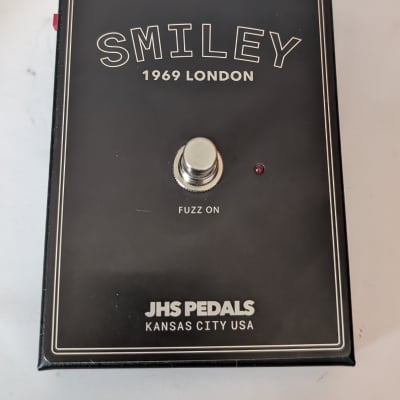 SMILEY
1969 LONDON
FUZZ ON
JHS PEDALS
KANSAS CITY USA